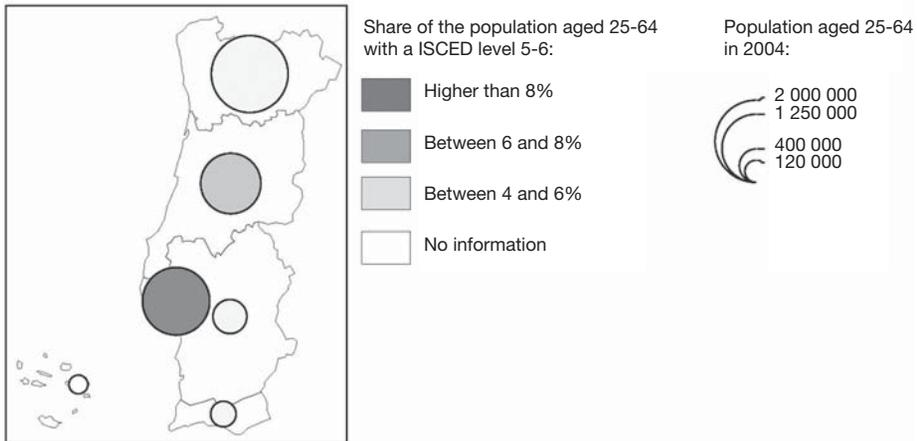 Share of the population aged 25-64
with a ISCED level 5-6:
Higher than 8%
Between 6 and 8%
Between 4 and 6%
No information
Population aged 25-64
in 2004:
2 000 000
1 250 000
400 000
120 000